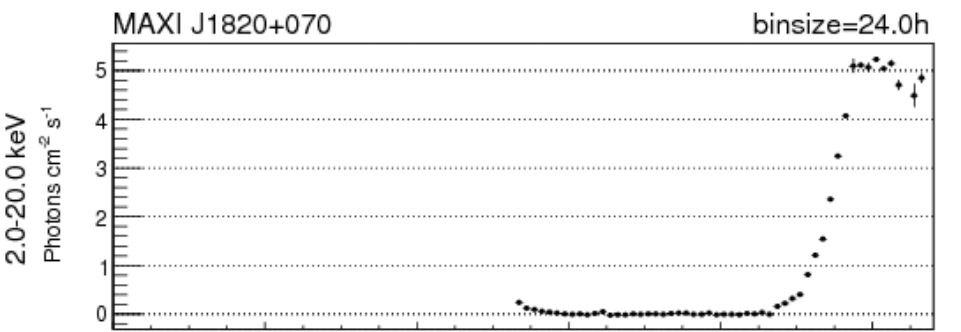 MAXI J1820+070 binsize=24.0h
2.0-20.0 keV
Photons cm⁻² s⁻¹
5
4
3
2
1
0